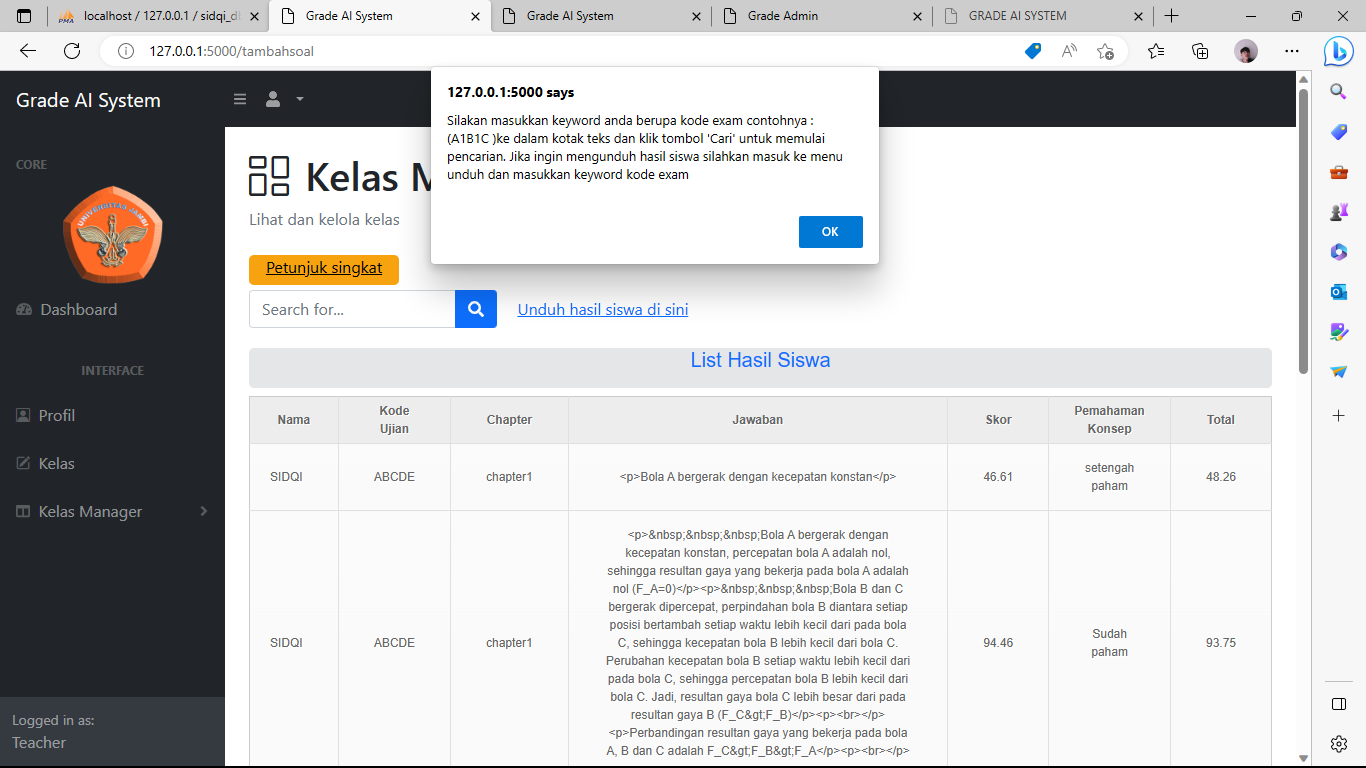 localhost / 127.0.0.1 / sidqi_d
Grade AI System
Grade AI System
Grade Admin
GRADE AI SYSTEM
127.0.0.1:5000/tambahsoal
Grade AI System
127.0.0.1:5000 says
Silakan masukkan keyword anda berupa kode exam contohnya :
(A1B1C )ke dalam kotak teks dan klik tombol 'Cari' untuk memulai
pencarian. Jika ingin mengunduh hasil siswa silahkan masuk ke menu
unduh dan masukkan keyword kode exam
OK
CORE
UNIVERSITAS JAMBI
Dashboard
INTERFACE
Profil
Kelas
Kelas Manager
Logged in as:
Teacher
Kelas M
Lihat dan kelola kelas
Petunjuk singkat
Search for...
Unduh hasil siswa di sini
List Hasil Siswa
Nama
Kode
Ujian
Chapter
Jawaban
Skor
Pemahaman
Konsep
Total
SIDQI
ABCDE
chapter1
<p>Bola A bergerak dengan kecepatan konstan</p>
46.61
setengah
paham
48.26
SIDQI
ABCDE
chapter1
<p>&nbsp;&nbsp;&nbsp;Bola A bergerak dengan
kecepatan konstan, percepatan bola A adalah nol,
sehingga resultan gaya yang bekerja pada bola A adalah
nol (F_A=0)</p><p>&nbsp;&nbsp;&nbsp;Bola B dan C
bergerak dipercepat, perpindahan bola B diantara setiap
posisi bertambah setiap waktu lebih kecil dari pada bola
C, sehingga kecepatan bola B lebih kecil dari bola C.
Perubahan kecepatan bola B setiap waktu lebih kecil dari
pada bola C, sehingga percepatan bola B lebih kecil dari
bola C. Jadi, resultan gaya bola C lebih besar dari pada
resultan gaya B (F_C&gt;F_B)</p><p><br></p>
<p>Perbandingan resultan gaya yang bekerja pada bola
A, B dan C adalah F_C&gt;F_B&gt;F_A</p><p><br></p>
94.46
Sudah
paham
93.75